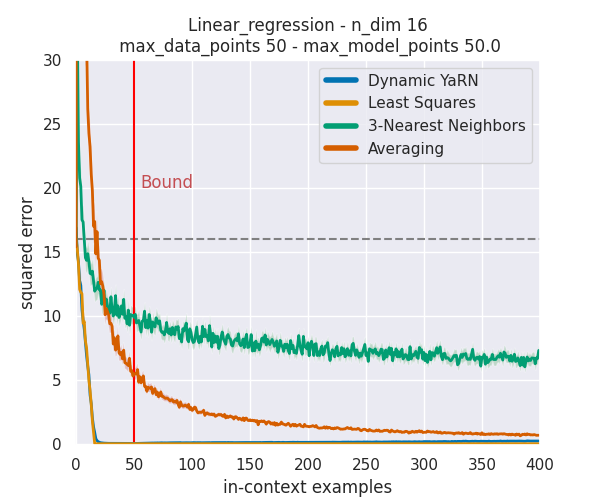 Linear_regression - n_dim 16
max_data_points 50 - max_model_points 50.0
30
25
20
15
10
5
0
squared error
Dynamic YaRN
Least Squares
3-Nearest Neighbors
Averaging
Bound
0 50 100 150 200 250 300 350 400
in-context examples